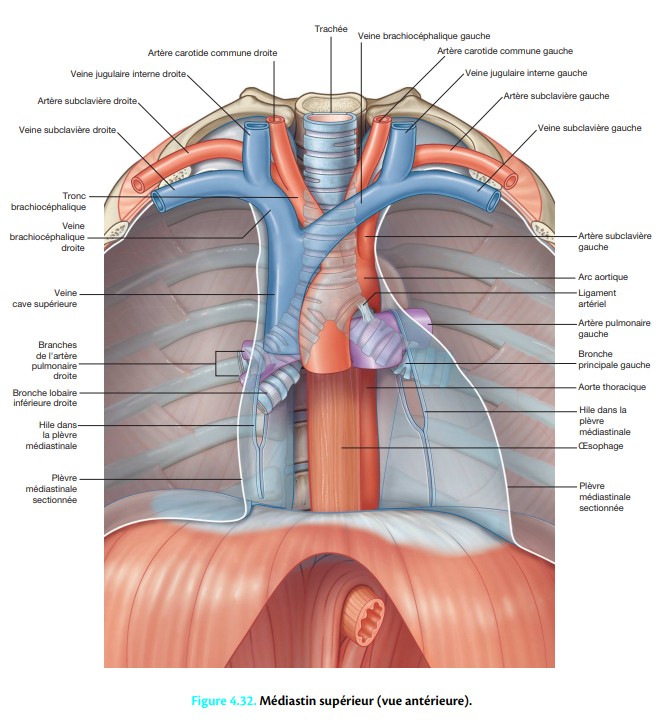 Trachée
Veine brachiocéphalique gauche
Artère carotide commune droite
Artère carotide commune gauche
Veine jugulaire interne droite
Veine jugulaire interne gauche
Artère subclavière droite
Artère subclavière gauche
Veine subclavière droite
Veine subclavière gauche
Tronc
brachiocéphalique
Veine
brachiocéphalique
droite
Artère subclavière
gauche
Arc aortique
Veine
cave supérieure
Ligament
artériel
Artère pulmonaire
gauche
Branches
de l'artère
pulmonaire
droite
Bronche
principale gauche
Aorte thoracique
Bronche lobaire
inférieure droite
Hile dans
la plèvre
médiastinale
Hile dans la
plèvre
médiastinale
Œsophage
Plèvre
médiastinale
sectionnée
Plèvre
médiastinale
sectionnée
Figure 4.32. Médiastin supérieur (vue antérieure).